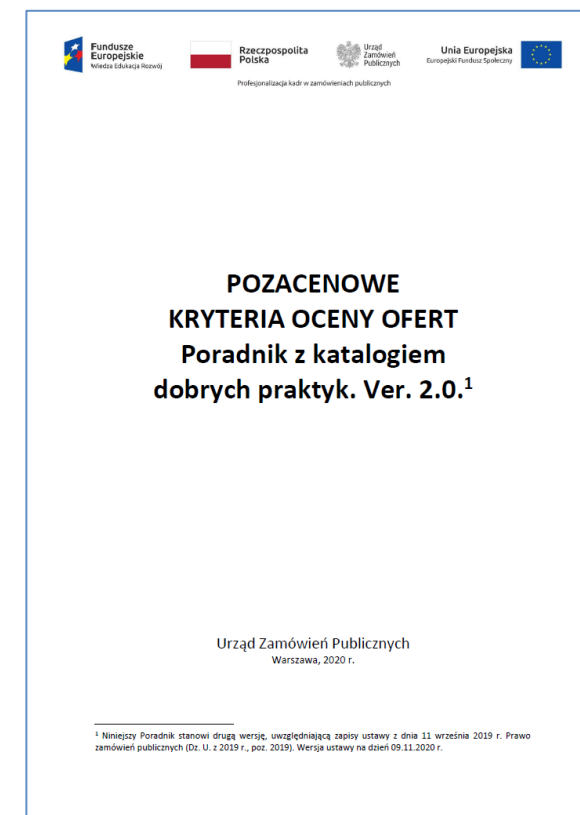 Fundusze
Europejskie
Wiedza Edukacja Rozwój
Rzeczpospolita
Polska
Urząd
Zamówień
Publicznych
Unia Europejska
Europejski Fundusz Społeczny
Profesjonalizacja kadr w zamówieniach publicznych
POZACENOWE
KRYTERIA OCENY OFERT
Poradnik z katalogiem
dobrych praktyk. Ver. 2.0.¹
Urząd Zamówień Publicznych
Warszawa, 2020 r.
¹ Niniejszy Poradnik stanowi drugą wersję, uwzględniającą zapisy ustawy z dnia 11 września 2019 r. Prawo
zamówień publicznych (Dz. U. z 2019 r., poz. 2019). Wersja ustawy na dzień 09.11.2020 r.